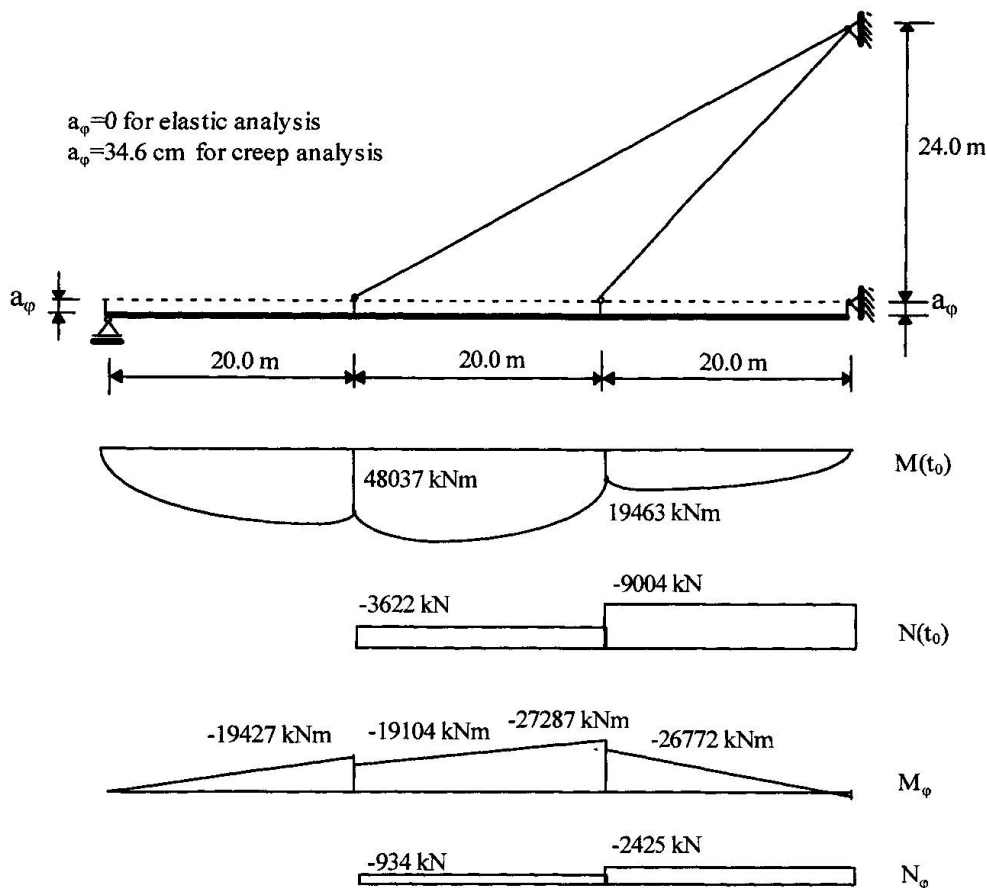 a_φ=0 for elastic analysis
a_φ=34.6 cm for creep analysis
24.0 m
a_φ
a_φ
20.0 m
20.0 m
20.0 m
M(t₀)
48037 kNm
19463 kNm
-9004 kN
-3622 kN
N(t₀)
-27287 kNm
-19427 kNm
-19104 kNm
-26772 kNm
M_φ
-2425 kN
-934 kN
N_φ